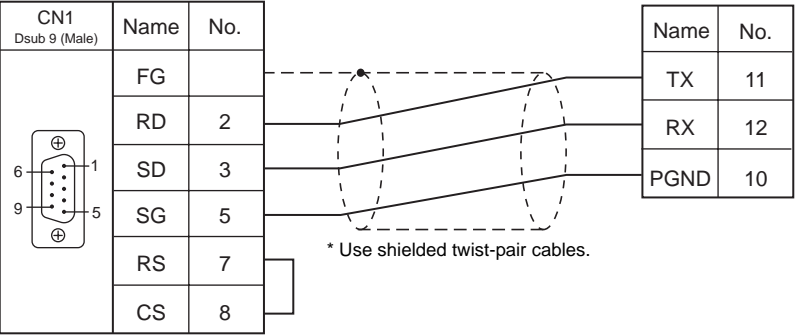 CN1
Dsub 9 (Male)
Name No.
FG
RD 2
SD 3
SG 5
RS 7
CS 8
6 1
9 5
* Use shielded twist-pair cables.
Name No.
TX 11
RX 12
PGND 10